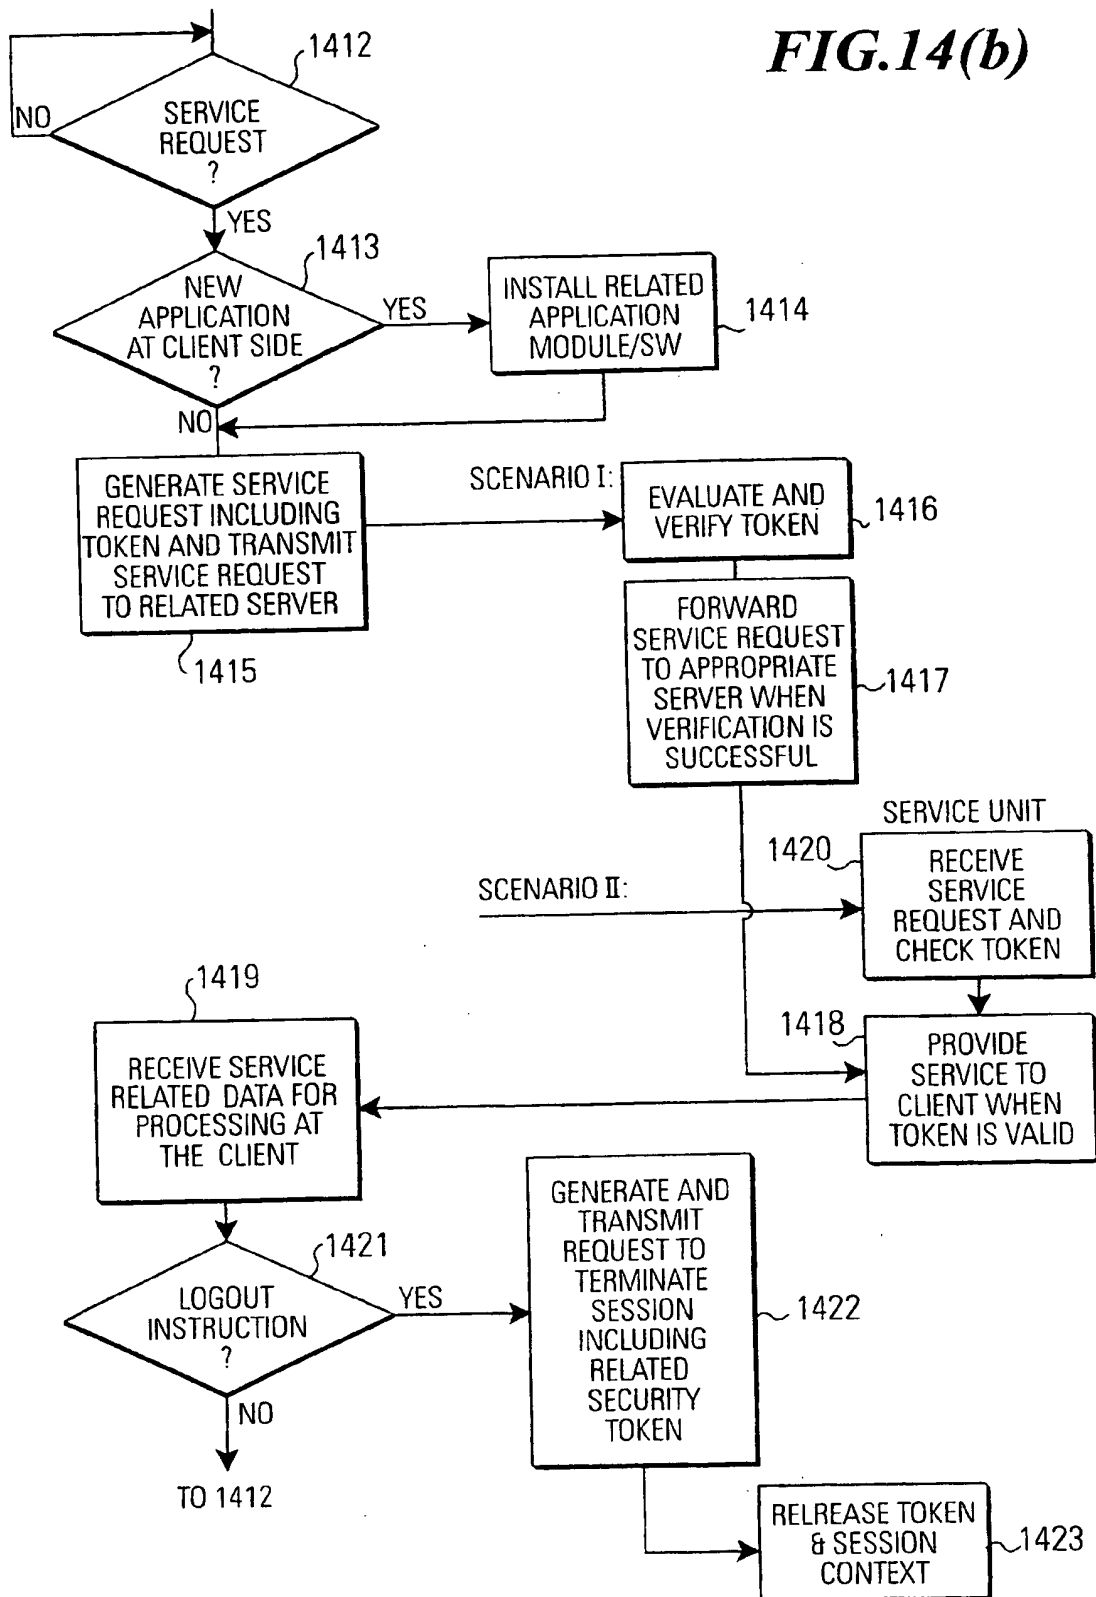 FIG.14(b)
1412
SERVICE
REQUEST
?
NO
YES
1413
NEW
APPLICATION
AT CLIENT SIDE
?
YES
INSTALL RELATED
APPLICATION
MODULE/SW
1414
NO
GENERATE SERVICE
REQUEST INCLUDING
TOKEN AND TRANSMIT
SERVICE REQUEST
TO RELATED SERVER
1415
SCENARIO I:
EVALUATE AND
VERIFY TOKEN
1416
FORWARD
SERVICE REQUEST
TO APPROPRIATE
SERVER WHEN
VERIFICATION IS
SUCCESSFUL
1417
SERVICE UNIT
1420
RECEIVE
SERVICE
REQUEST AND
CHECK TOKEN
SCENARIO II:
1418
PROVIDE
SERVICE TO
CLIENT WHEN
TOKEN IS VALID
1419
RECEIVE SERVICE
RELATED DATA FOR
PROCESSING AT
THE CLIENT
1421
LOGOUT
INSTRUCTION
?
YES
GENERATE AND
TRANSMIT
REQUEST TO
TERMINATE
SESSION
INCLUDING
RELATED
SECURITY
TOKEN
1422
NO
TO 1412
RELREASE TOKEN
& SESSION
CONTEXT
1423